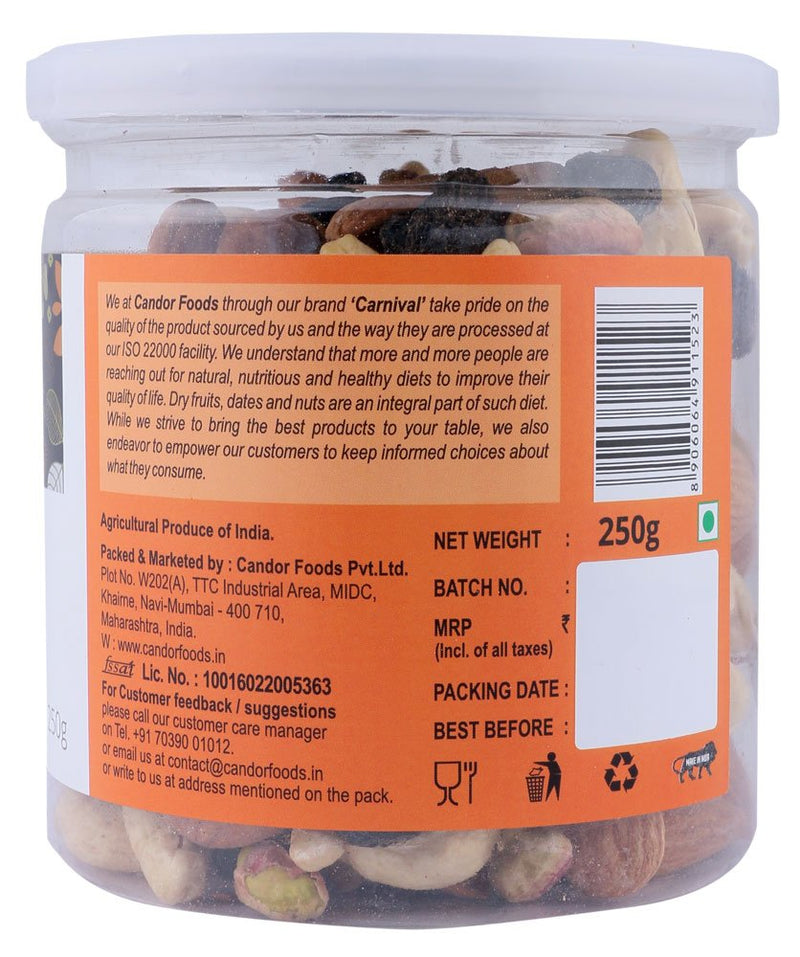 We at Candor Foods through our brand ‘Carnival’ take pride on the
quality of the product sourced by us and the way they are processed at
our ISO 22000 facility. We understand that more and more people are
reaching out for natural, nutritious and healthy diets to improve their
quality of life. Dry fruits, dates and nuts are an integral part of such diet.
While we strive to bring the best products to your table, we also
endeavor to empower our customers to keep informed choices about
what they consume.
8 906064 911523
Agricultural Produce of India.
Packed & Marketed by : Candor Foods Pvt.Ltd.
Plot No. W202(A), TTC Industrial Area, MIDC,
Khairne, Navi-Mumbai - 400 710,
Maharashtra, India.
W : www.candorfoods.in
fssai Lic. No. : 10016022005363
For Customer feedback / suggestions
please call our customer care manager
on Tel. +91 70390 01012.
or email us at contact@candorfoods.in
or write to us at address mentioned on the pack.
NET WEIGHT : 250g
BATCH NO. :
MRP ₹
(Incl. of all taxes)
PACKING DATE :
BEST BEFORE :
MAKE IN INDIA
250g